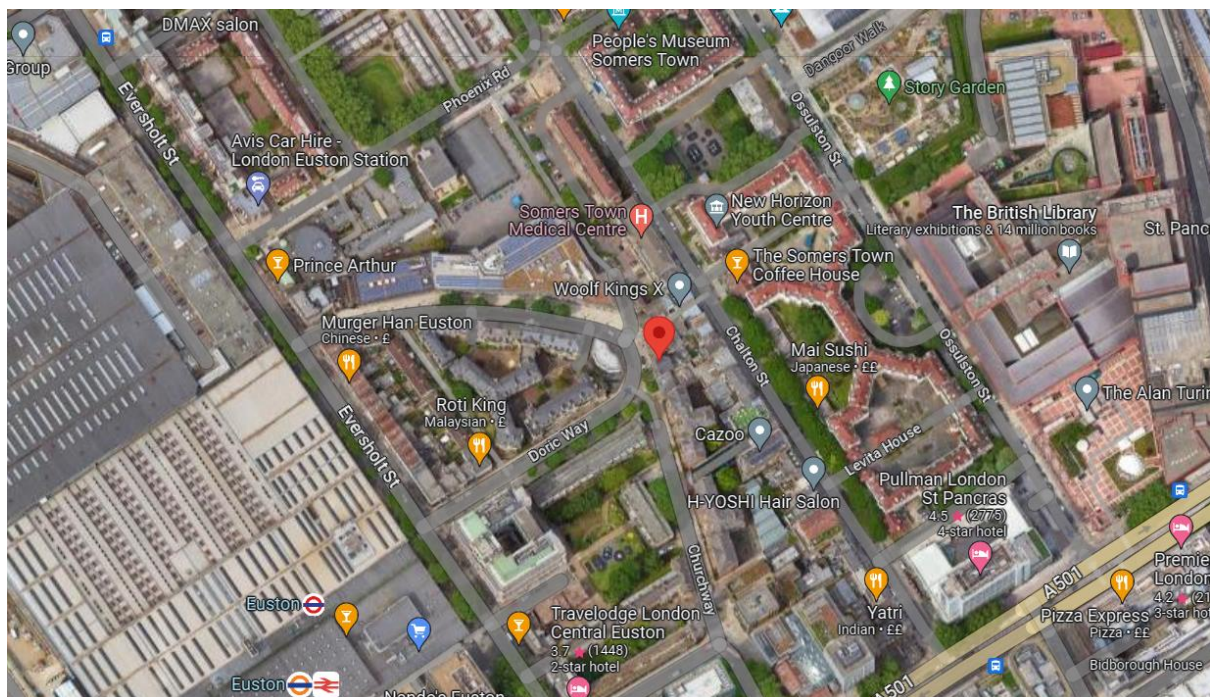 DMAX salon
Group
People's Museum
Somers Town
Dangoor Walk
Phoenix Rd
Story Garden
Eversholt St
Ossulston St
Avis Car Hire -
London Euston Station
New Horizon
Youth Centre
Somers Town
Medical Centre
The British Library
Literary exhibitions & 14 million books
St. Panc
Prince Arthur
The Somers Town
Coffee House
Woolf Kings X
Murger Han Euston
Chinese • £
Chalton St
Mai Sushi
Japanese • ££
Ossulston St
The Alan Turin
Roti King
Malaysian • £
Doric Way
Cazoo
Eversholt St
Levita House
H-YOSHI Hair Salon
Pullman London
St Pancras
4.5 ★ (2775)
4-star hotel
Churchway
A501
Premie
London
4.2 ★ (21
3-star hot
Euston
Travelodge London
Central Euston
3.7 ★ (1448)
2-star hotel
Yatri
Indian • ££
Pizza Express
Pizza • ££
Bidborough House
Euston
Nando's Euston
A501